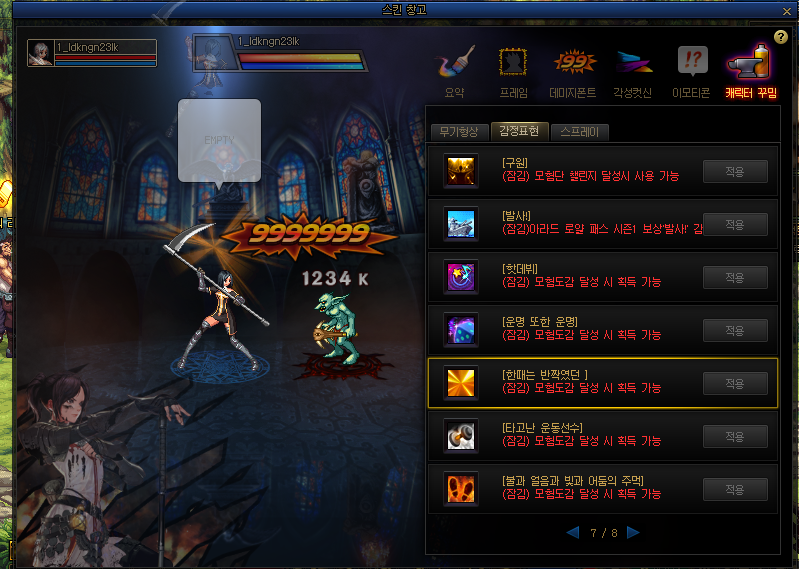 스킨 창고
1_ldkngn23lk
1_ldkngn23lk
EMPTY
9999999
1234 K
?
99
!?
요약
프레임
데미지폰트
각성컷신
이모티콘
캐릭터 꾸밈
무기형상
감정표현
스프레이
[구원]
(잠김) 모험단 챌린지 달성시 사용 가능
적용
[발사!]
(잠김)아라드 로얄 패스 시즌1 보상'발사!' 감
적용
[핫데뷔]
(잠김) 모험도감 달성 시 획득 가능
적용
[운명 또한 운명]
(잠김) 모험도감 달성 시 획득 가능
적용
[한때는 반짝였던 ]
(잠김) 모험도감 달성 시 획득 가능
적용
[타고난 운동선수]
(잠김) 모험도감 달성 시 획득 가능
적용
[불과 얼음과 빛과 어둠의 주먹]
(잠김) 모험도감 달성 시 획득 가능
적용
7 / 8